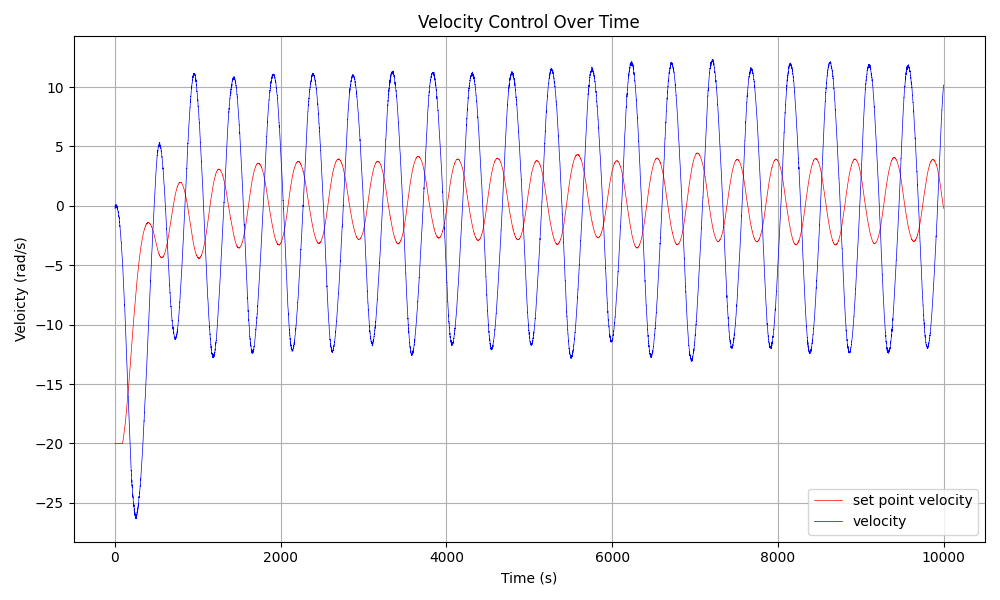 Velocity Control Over Time
10
5
0
−5
−10
−15
−20
−25
Veloicty (rad/s)
set point velocity
velocity
0 2000 4000 6000 8000 10000
Time (s)